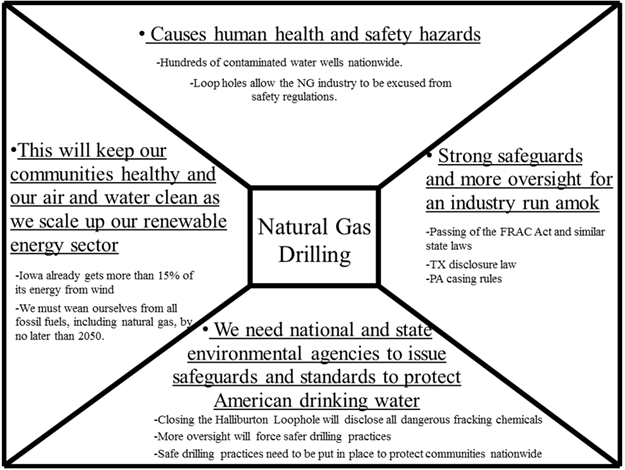 • Causes human health and safety hazards
-Hundreds of contaminated water wells nationwide.
-Loop holes allow the NG industry to be excused from
safety regulations.
•This will keep our
communities healthy and
our air and water clean as
we scale up our renewable
energy sector
-Iowa already gets more than 15% of
its energy from wind
-We must wean ourselves from all
fossil fuels, including natural gas, by
no later than 2050.
Natural Gas
Drilling
• Strong safeguards
and more oversight for
an industry run amok
-Passing of the FRAC Act and similar
state laws
-TX disclosure law
-PA casing rules
• We need national and state
environmental agencies to issue
safeguards and standards to protect
American drinking water
-Closing the Halliburton Loophole will disclose all dangerous fracking chemicals
-More oversight will force safer drilling practices
-Safe drilling practices need to be put in place to protect communities nationwide